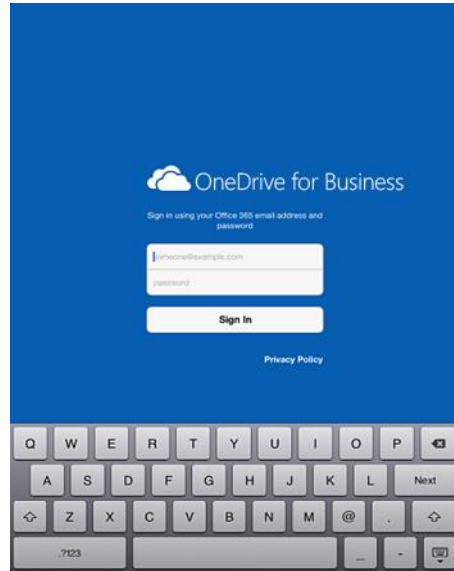 OneDrive for Business
Sign in using your Office 365 email address and
password
someone@example.com
password
Sign In
Privacy Policy
Q W E R T Y U I O P
A S D F G H J K L Next
Z X C V B N M @ .
.?123 _ -